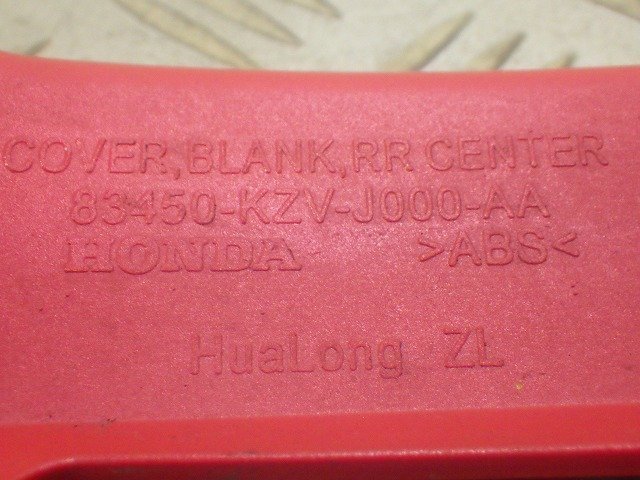 COVER,BLANK,RR CENTER
83450-KZV-J000-AA
HONDA >ABS<
HuaLong ZL